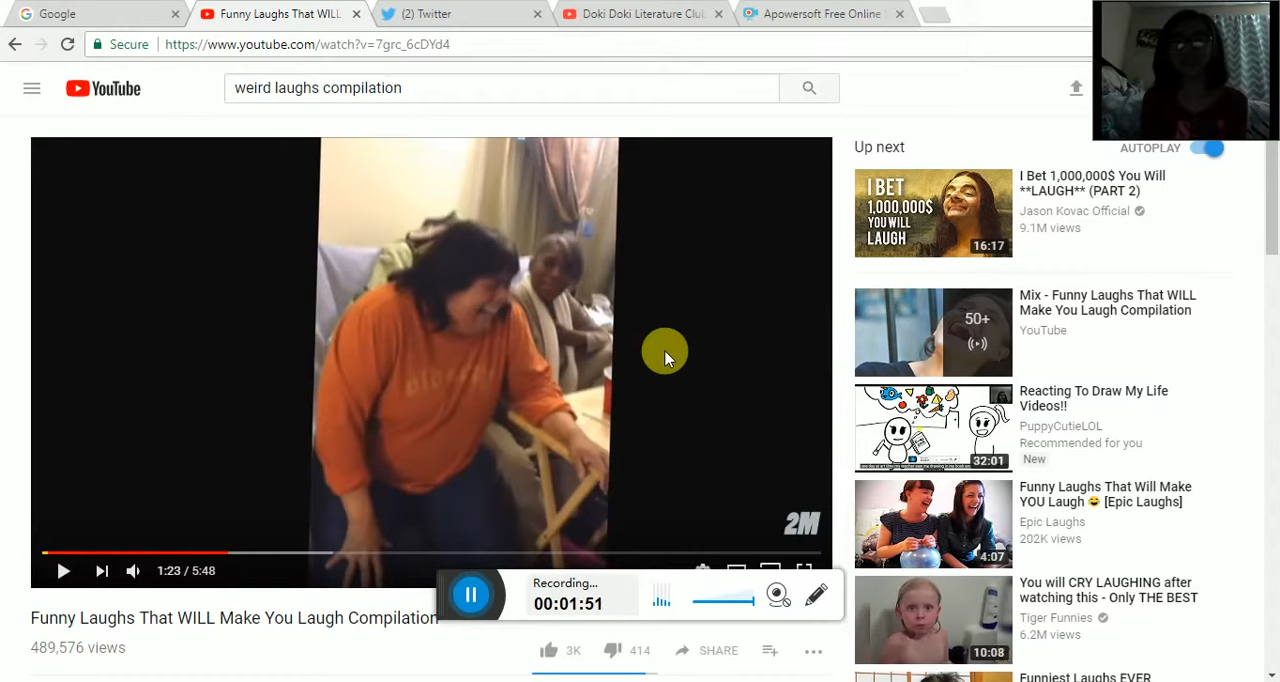 Google
Funny Laughs That WILL
(2) Twitter
Doki Doki Literature Club
Apowersoft Free Online
Secure
https://www.youtube.com/watch?v=7grc_6cDYd4
YouTube
weird laughs compilation
Up next
AUTOPLAY
I BET
1,000,000$
YOU WILL
LAUGH
16:17
I Bet 1,000,000$ You Will
**LAUGH** (PART 2)
Jason Kovac Official
9.1M views
50+
Mix - Funny Laughs That WILL
Make You Laugh Compilation
YouTube
32:01
Reacting To Draw My Life
Videos!!
PuppyCutieLOL
Recommended for you
New
4:07
Funny Laughs That Will Make
YOU Laugh 😂 [Epic Laughs]
Epic Laughs
202K views
10:08
You will CRY LAUGHING after
watching this - Only THE BEST
Tiger Funnies
6.2M views
Funniest Laughs EVER
2M
1:23 / 5:48
Recording...
00:01:51
Funny Laughs That WILL Make You Laugh Compilation
489,576 views
3K
414
SHARE